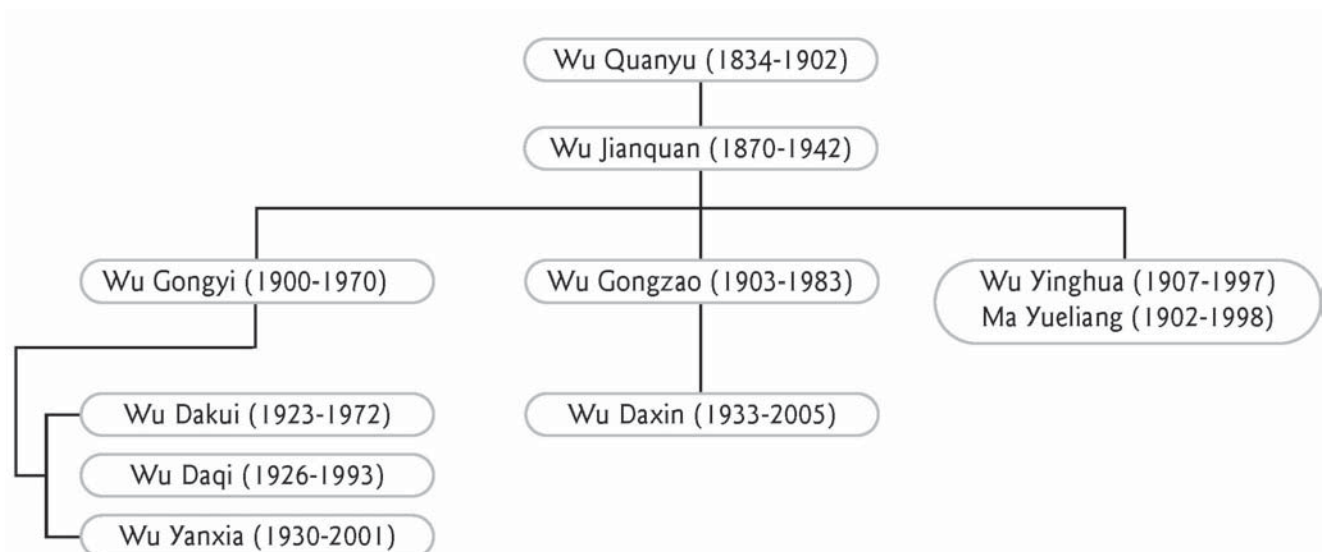 Wu Quanyu (1834-1902)
Wu Jianquan (1870-1942)
Wu Gongyi (1900-1970)
Wu Gongzao (1903-1983)
Wu Yinghua (1907-1997)
Ma Yueliang (1902-1998)
Wu Dakui (1923-1972)
Wu Daxin (1933-2005)
Wu Daqi (1926-1993)
Wu Yanxia (1930-2001)